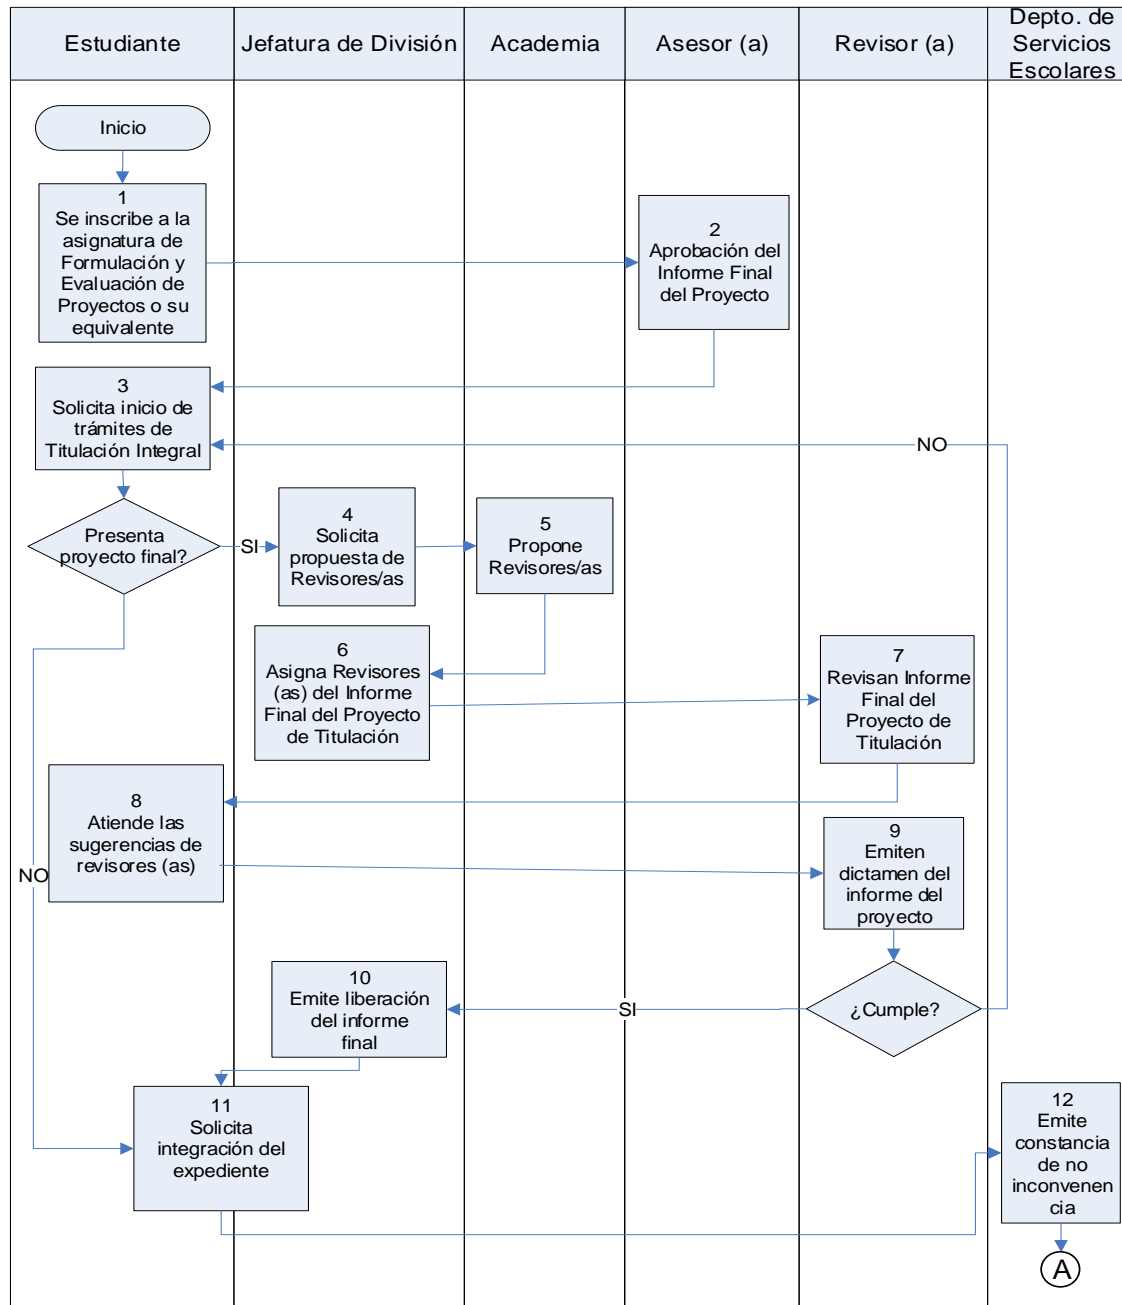 Estudiante
Jefatura de División
Academia
Asesor (a)
Revisor (a)
Depto. de
Servicios
Escolares
Inicio
1
Se inscribe a la
asignatura de
Formulación y
Evaluación de
Proyectos o su
equivalente
2
Aprobación del
Informe Final
del Proyecto
3
Solicita inicio de
trámites de
Titulación Integral
NO
Presenta
proyecto final?
SI
4
Solicita
propuesta de
Revisores/as
5
Propone
Revisores/as
6
Asigna Revisores
(as) del Informe
Final del Proyecto
de Titulación
7
Revisan Informe
Final del
Proyecto de
Titulación
8
Atiende las
sugerencias de
revisores (as)
NO
9
Emiten
dictamen del
informe del
proyecto
10
Emite liberación
del informe
final
SI
¿Cumple?
11
Solicita
integración del
expediente
12
Emite
constancia
de no
inconvenen
cia
A